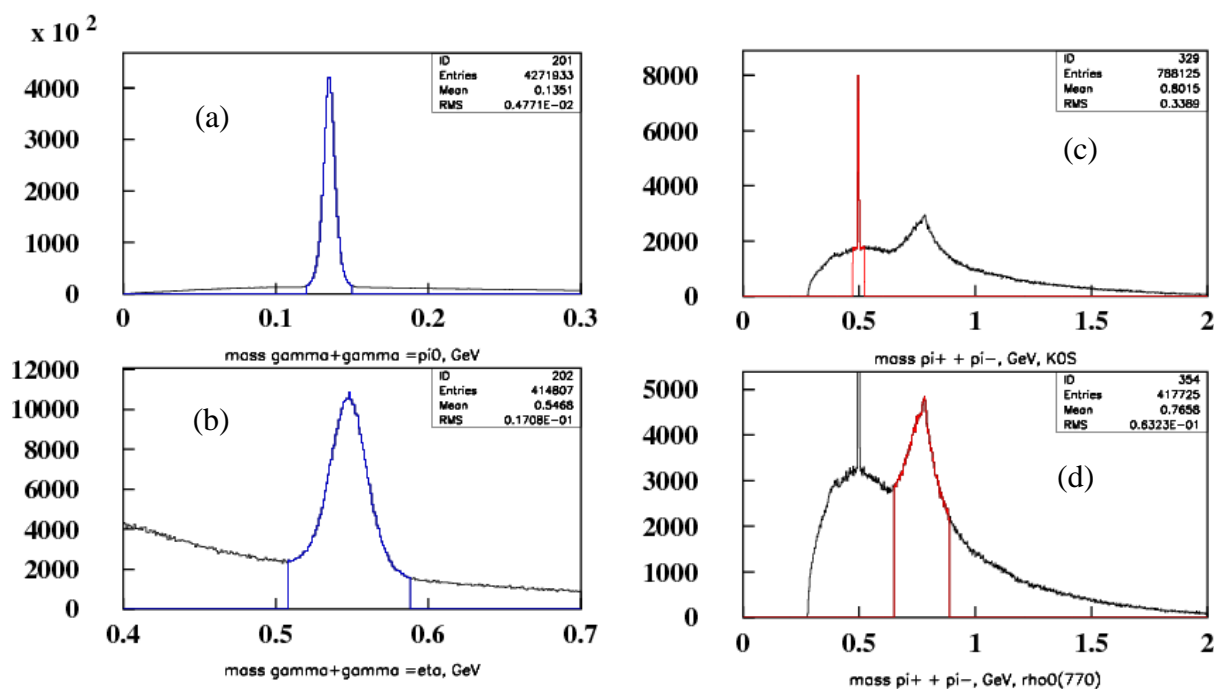 x 10 2
4000
3000
2000
1000
0
(a)
ID 201
Entries 4271933
Mean 0.1351
RMS 0.4771E-02
0 0.1 0.2 0.3
mass gamma+gamma =pi0, GeV
12000
10000
8000
6000
4000
2000
0
(b)
ID 202
Entries 414807
Mean 0.5468
RMS 0.1708E-01
0.4 0.5 0.6 0.7
mass gamma+gamma =eta, GeV
8000
6000
4000
2000
0
(c)
ID 329
Entries 788125
Mean 0.8015
RMS 0.3389
0 0.5 1 1.5 2
mass pi+ + pi-, GeV, K0S
5000
4000
3000
2000
1000
0
(d)
ID 354
Entries 417725
Mean 0.7658
RMS 0.6323E-01
0 0.5 1 1.5 2
mass pi+ + pi-, GeV, rho0(770)